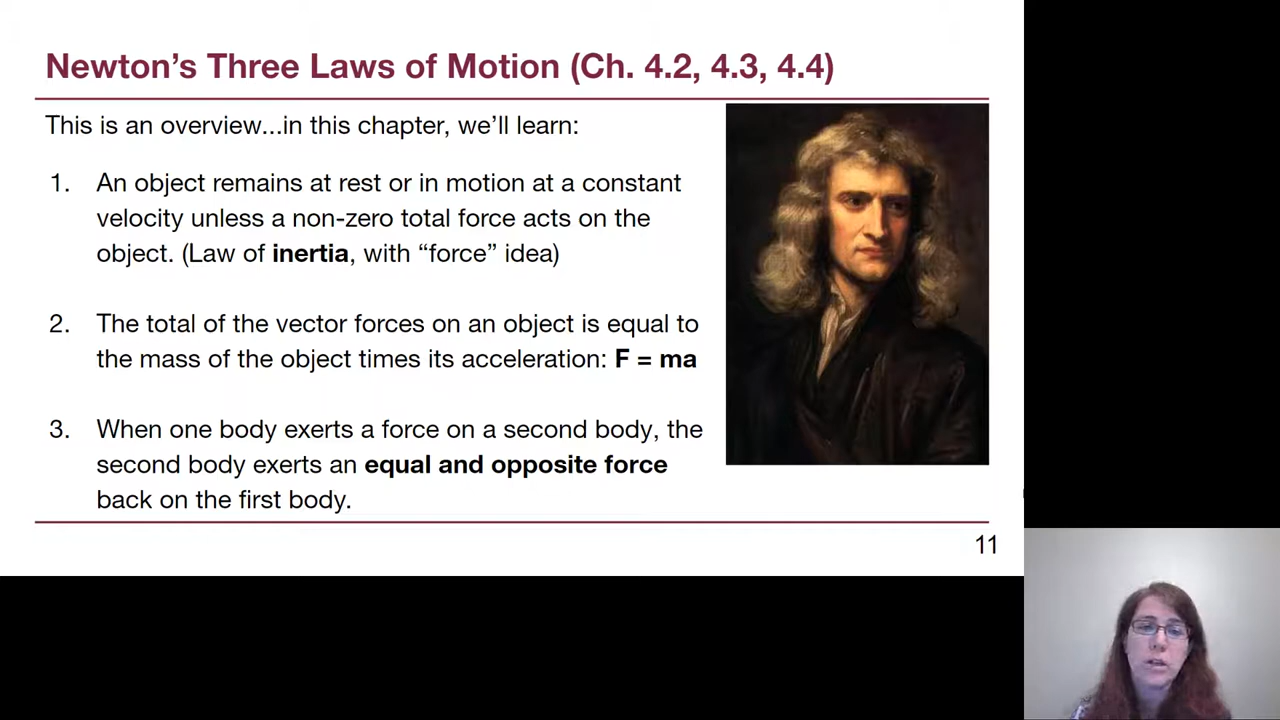 Newton’s Three Laws of Motion (Ch. 4.2, 4.3, 4.4)
This is an overview...in this chapter, we’ll learn:
1. An object remains at rest or in motion at a constant
velocity unless a non-zero total force acts on the
object. (Law of inertia, with “force” idea)
2. The total of the vector forces on an object is equal to
the mass of the object times its acceleration: F = ma
3. When one body exerts a force on a second body, the
second body exerts an equal and opposite force
back on the first body.
11